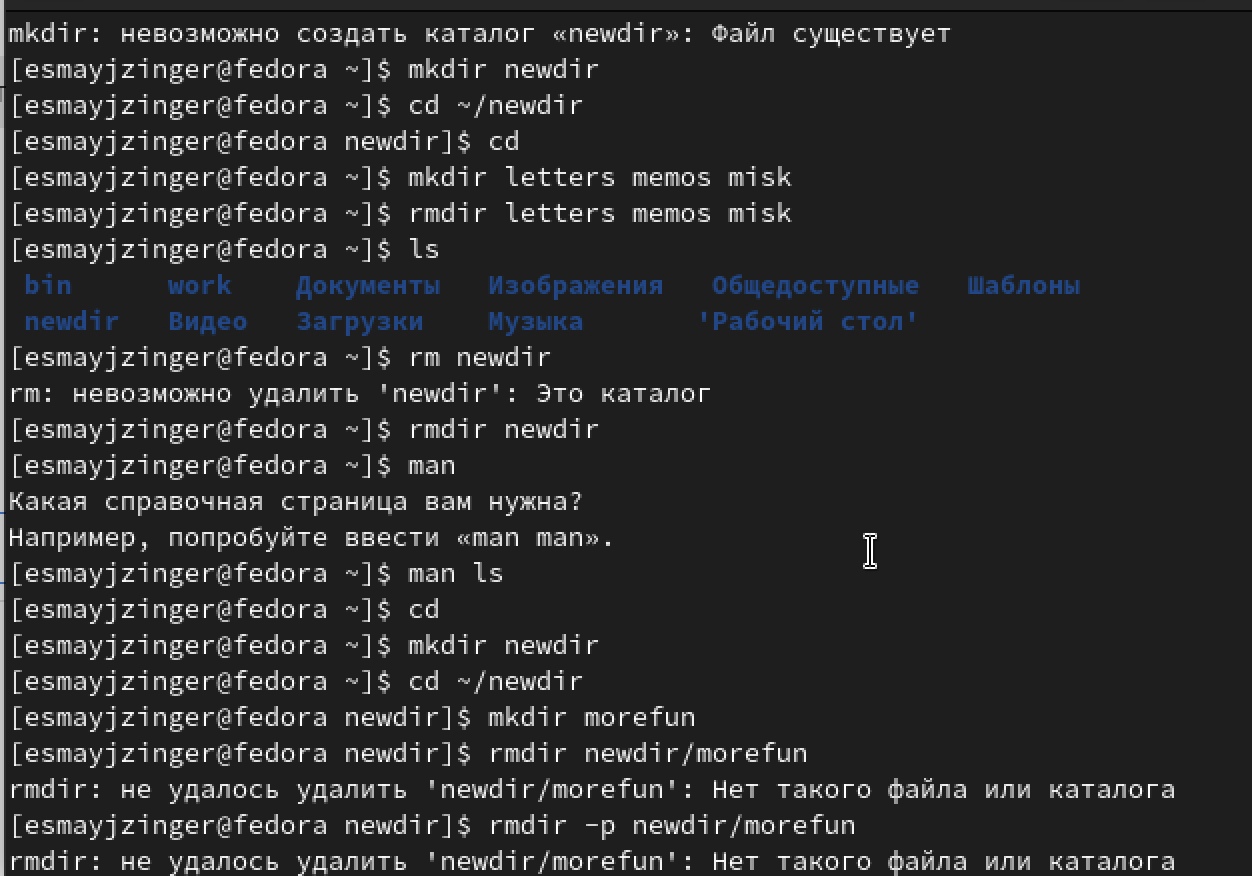 mkdir: невозможно создать каталог «newdir»: Файл существует
[esmayjzinger@fedora ~]$ mkdir newdir
[esmayjzinger@fedora ~]$ cd ~/newdir
[esmayjzinger@fedora newdir]$ cd
[esmayjzinger@fedora ~]$ mkdir letters memos misk
[esmayjzinger@fedora ~]$ rmdir letters memos misk
[esmayjzinger@fedora ~]$ ls
bin work Документы Изображения Общедоступные Шаблоны
newdir Видео Загрузки Музыка 'Рабочий стол'
[esmayjzinger@fedora ~]$ rm newdir
rm: невозможно удалить 'newdir': Это каталог
[esmayjzinger@fedora ~]$ rmdir newdir
[esmayjzinger@fedora ~]$ man
Какая справочная страница вам нужна?
Например, попробуйте ввести «man man».
[esmayjzinger@fedora ~]$ man ls
[esmayjzinger@fedora ~]$ cd
[esmayjzinger@fedora ~]$ mkdir newdir
[esmayjzinger@fedora ~]$ cd ~/newdir
[esmayjzinger@fedora newdir]$ mkdir morefun
[esmayjzinger@fedora newdir]$ rmdir newdir/morefun
rmdir: не удалось удалить 'newdir/morefun': Нет такого файла или каталога
[esmayjzinger@fedora newdir]$ rmdir -p newdir/morefun
rmdir: не удалось удалить 'newdir/morefun': Нет такого файла или каталога